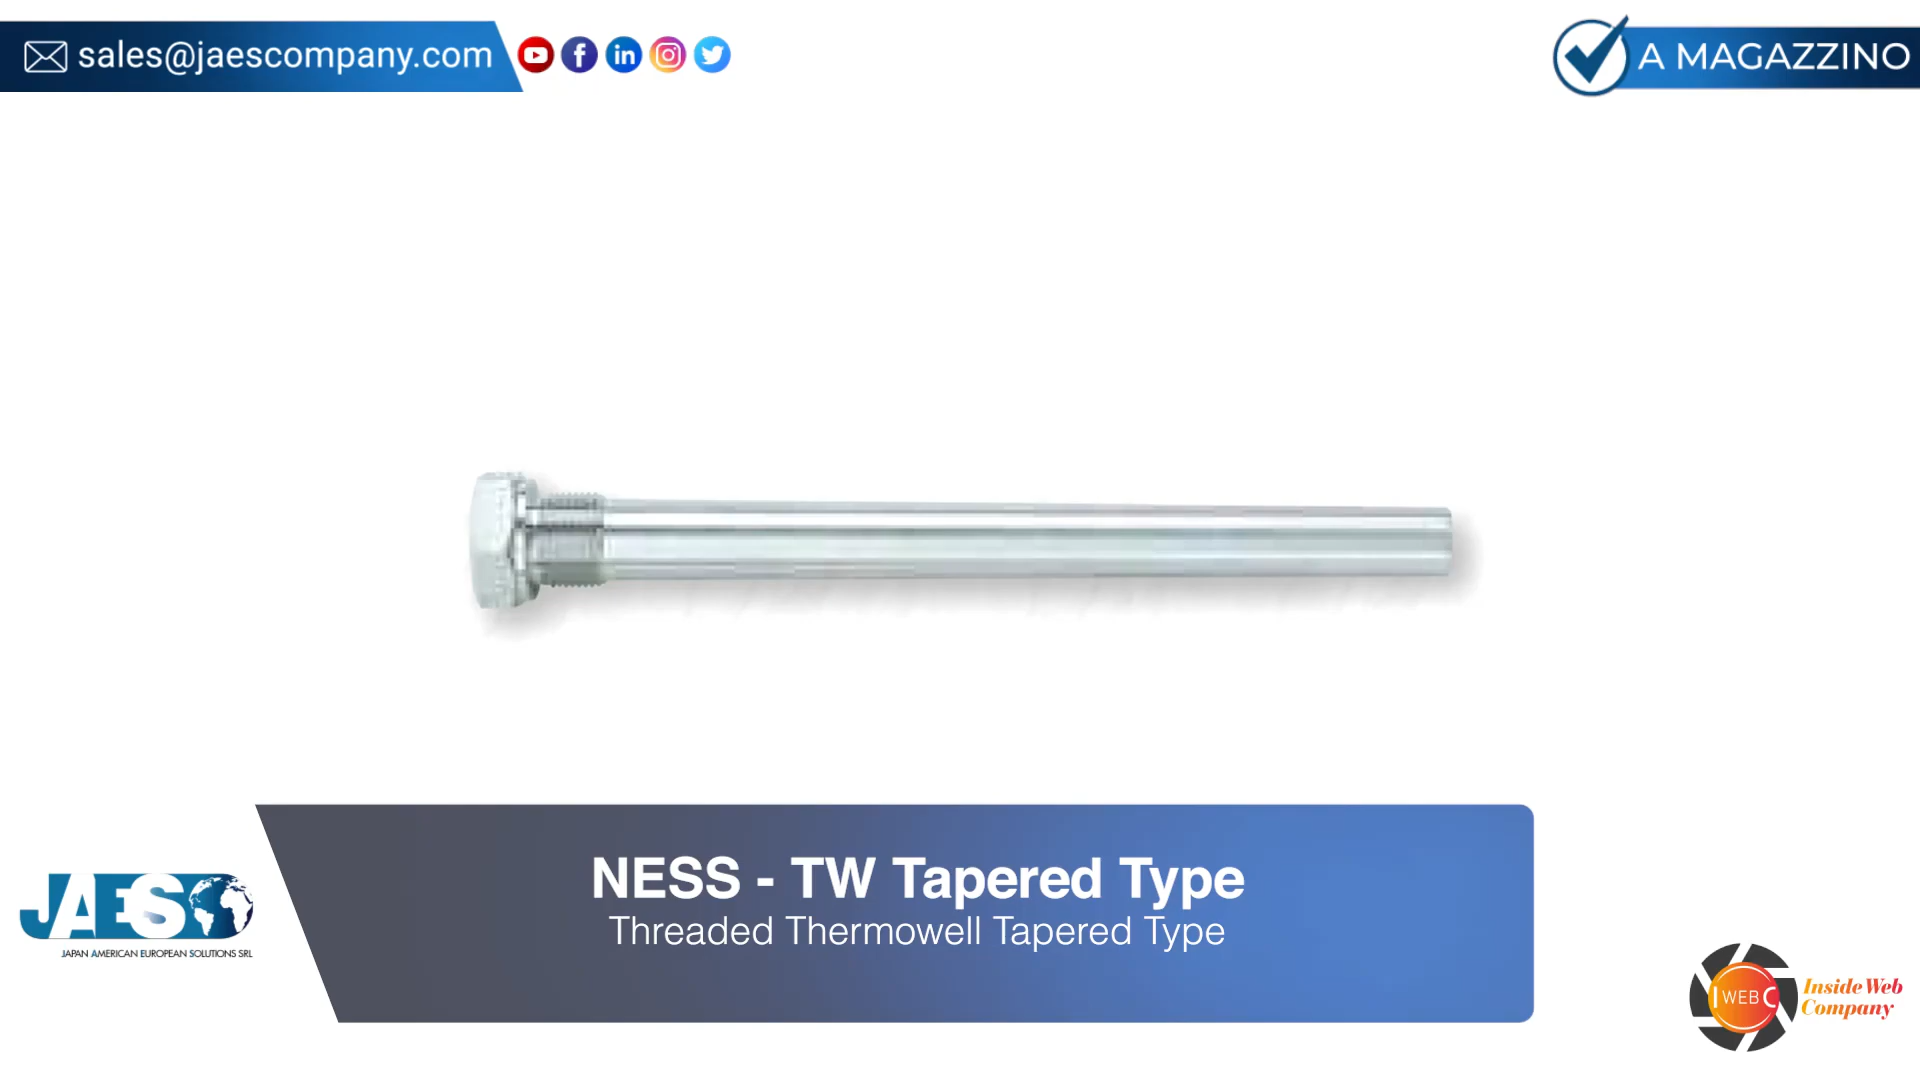 sales@jaescompany.com
A MAGAZZINO
NESS - TW Tapered Type
Threaded Thermowell Tapered Type
JAES
JAPAN AMERICAN EUROPEAN SOLUTIONS SRL
I WEB C
Inside Web
Company